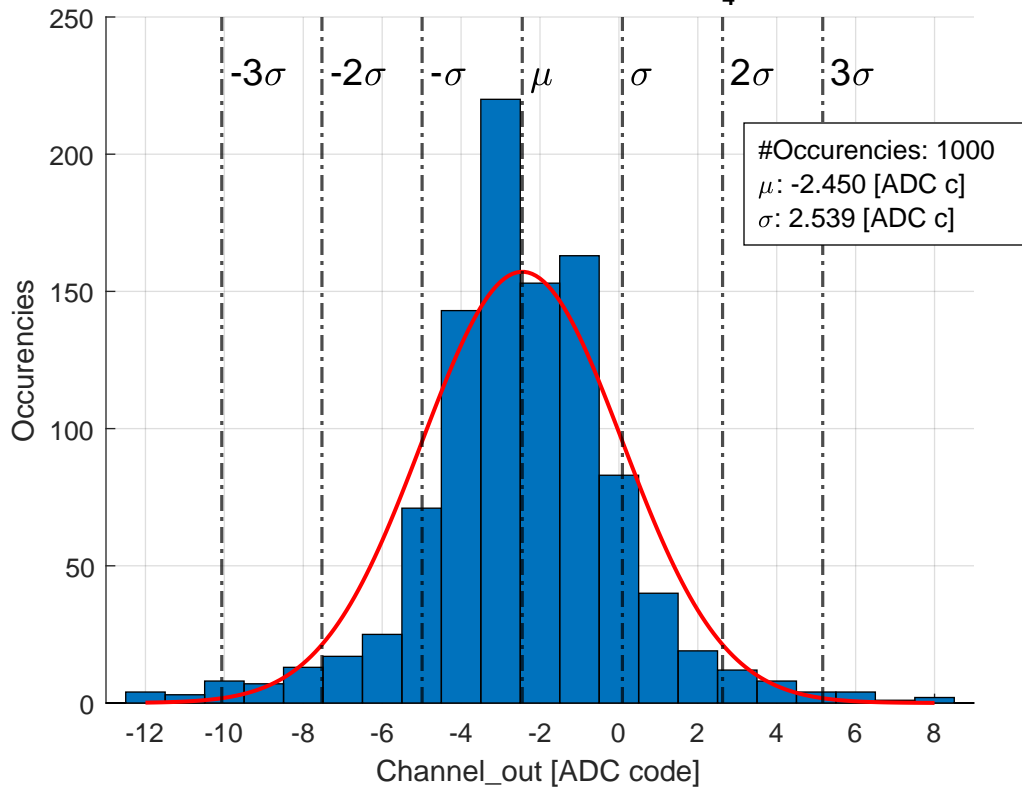 4
250
200
150
100
50
0
-3σ -2σ -σ μ σ 2σ 3σ
#Occurencies: 1000
μ: -2.450 [ADC c]
σ: 2.539 [ADC c]
Occurencies
-12 -10 -8 -6 -4 -2 0 2 4 6 8
Channel_out [ADC code]